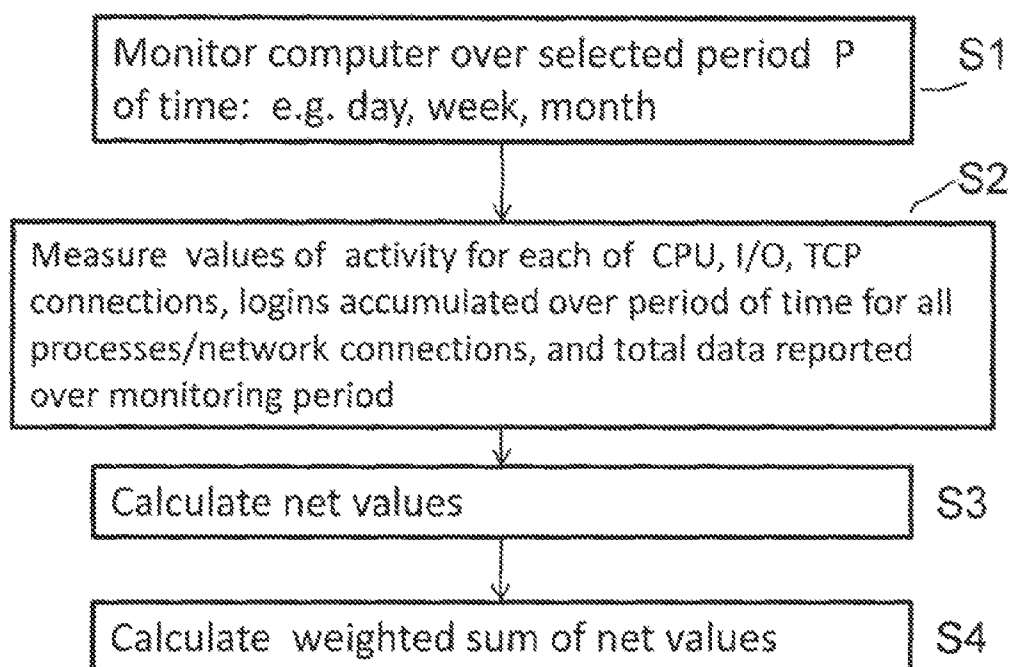 Monitor computer over selected period P
of time: e.g. day, week, month
S1
S2
Measure values of activity for each of CPU, I/O, TCP
connections, logins accumulated over period of time for all
processes/network connections, and total data reported
over monitoring period
Calculate net values
S3
Calculate weighted sum of net values
S4